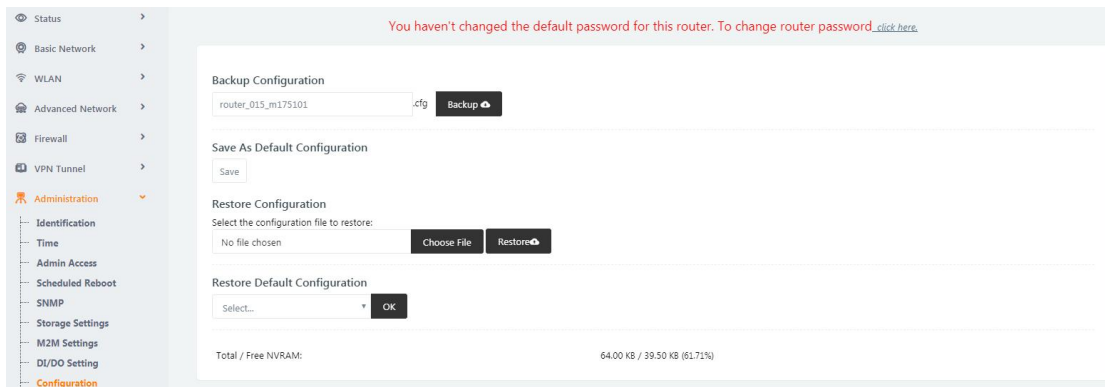 Status
Basic Network
WLAN
Advanced Network
Firewall
VPN Tunnel
Administration
Identification
Time
Admin Access
Scheduled Reboot
SNMP
Storage Settings
M2M Settings
DI/DO Setting
Configuration
You haven't changed the default password for this router. To change router password click here.
Backup Configuration
router_015_m175101 .cfg Backup
Save As Default Configuration
Save
Restore Configuration
Select the configuration file to restore:
No file chosen Choose File Restore
Restore Default Configuration
Select... OK
Total / Free NVRAM: 64.00 KB / 39.50 KB (61.71%)